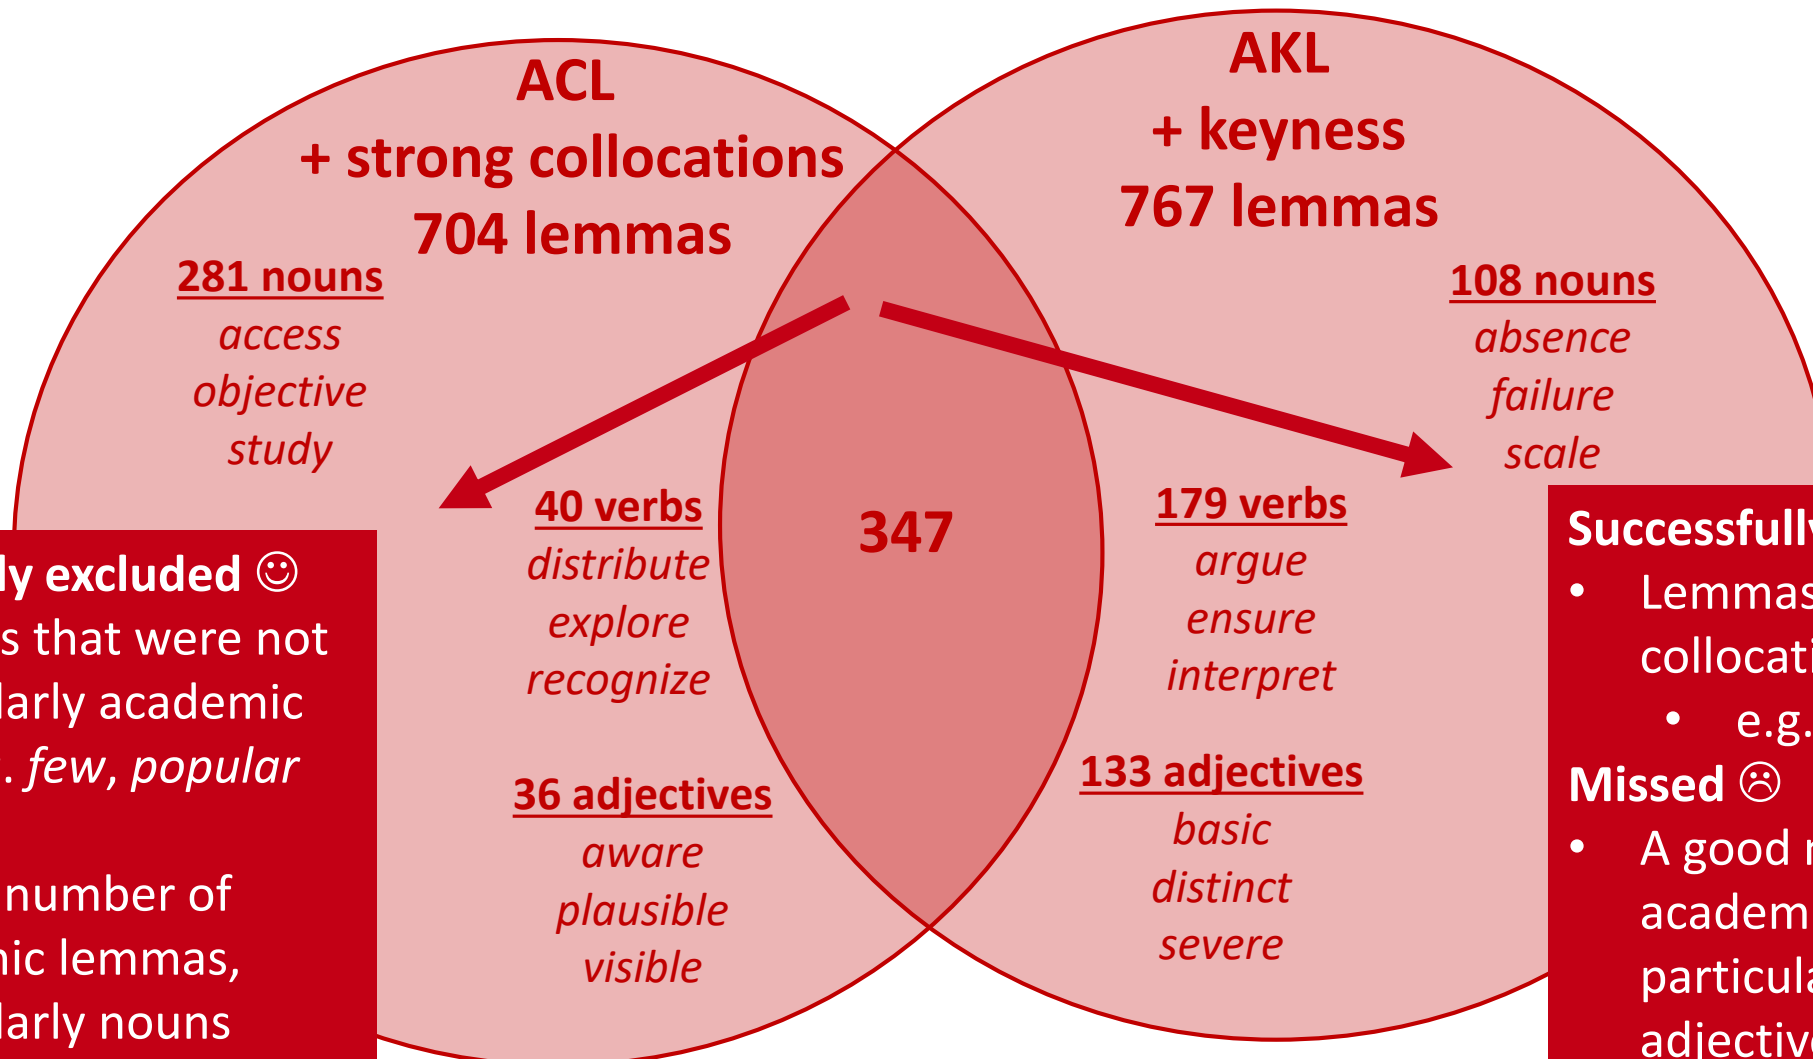 ACL
+ strong collocations
704 lemmas
281 nouns
access
objective
study
40 verbs
distribute
explore
recognize
36 adjectives
aware
plausible
visible
347
AKL
+ keyness
767 lemmas
108 nouns
absence
failure
scale
179 verbs
argue
ensure
interpret
133 adjectives
basic
distinct
severe
ly excluded ☺
s that were not
larly academic
. few, popular
number of
nic lemmas,
larly nouns
Successfully
• Lemmas
collocati
• e.g.
Missed ☹
• A good
academ
particula
adjective